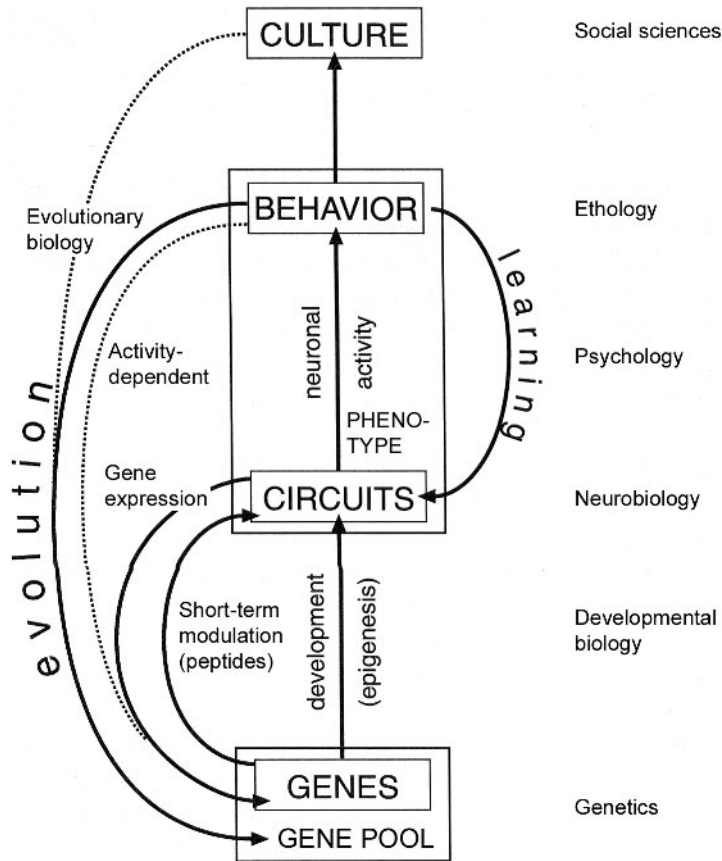 CULTURE
Social sciences
BEHAVIOR
Ethology
Evolutionary
biology
learning
neuronal
activity
Activity-
dependent
Psychology
evolution
PHENO-
TYPE
Gene
expression
CIRCUITS
Neurobiology
Short-term
modulation
(peptides)
development
(epigenesis)
Developmental
biology
GENES
Genetics
GENE POOL